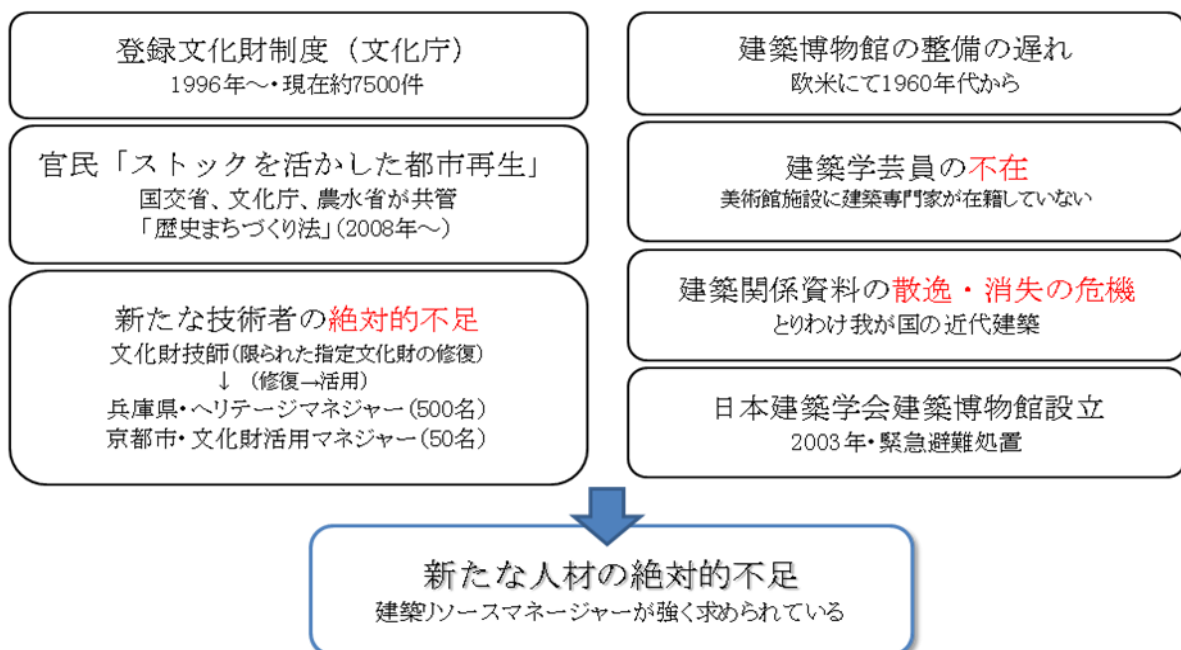 登録文化財制度（文化庁）
1996年～・現在約7500件
官民「ストックを活かした都市再生」
国交省、文化庁、農水省が共管
「歴史まちづくり法」(2008年～)
新たな技術者の絶対的不足
文化財技師(限られた指定文化財の修復)
↓ (修復→活用)
兵庫県・ヘリテージマネジャー(500名)
京都市・文化財活用マネジャー(50名)
建築博物館の整備の遅れ
欧米にて1960年代から
建築学芸員の不在
美術館施設に建築専門家が在籍していない
建築関係資料の散逸・消失の危機
とりわけ我が国の近代建築
日本建築学会建築博物館設立
2003年・緊急避難処置
新たな人材の絶対的不足
建築リソースマネージャーが強く求められている